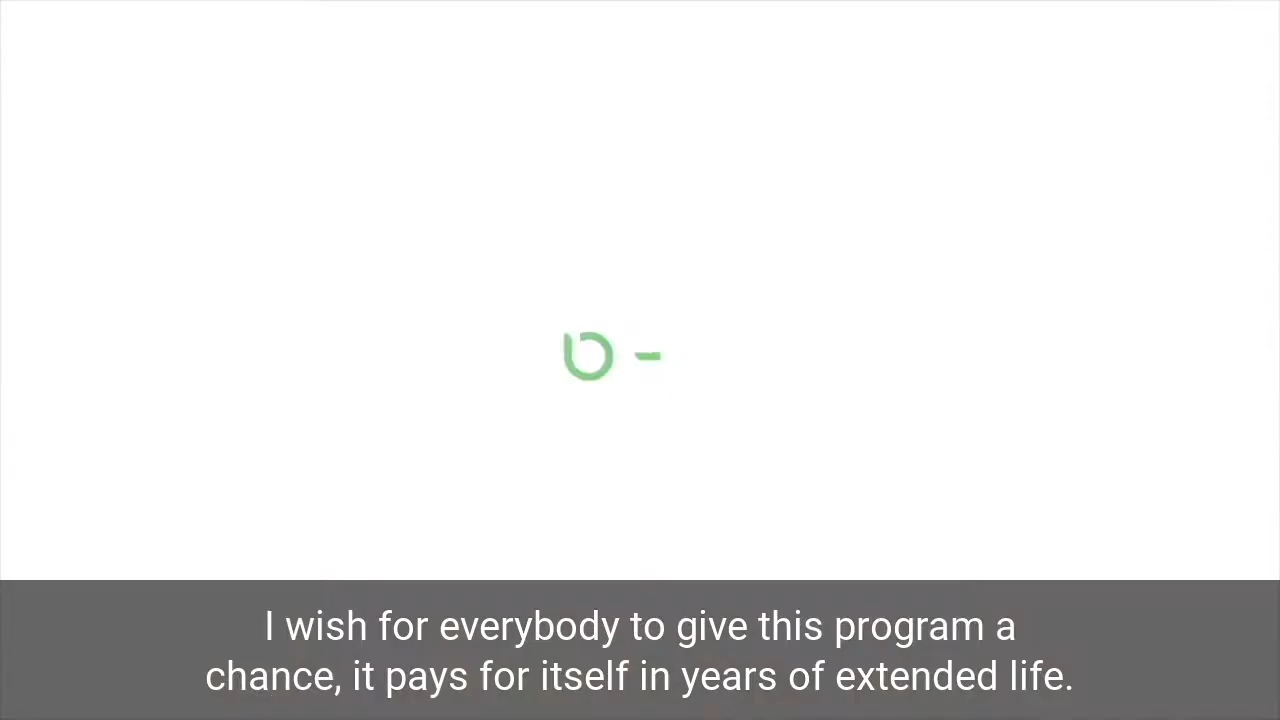 I wish for everybody to give this program a
chance, it pays for itself in years of extended life.